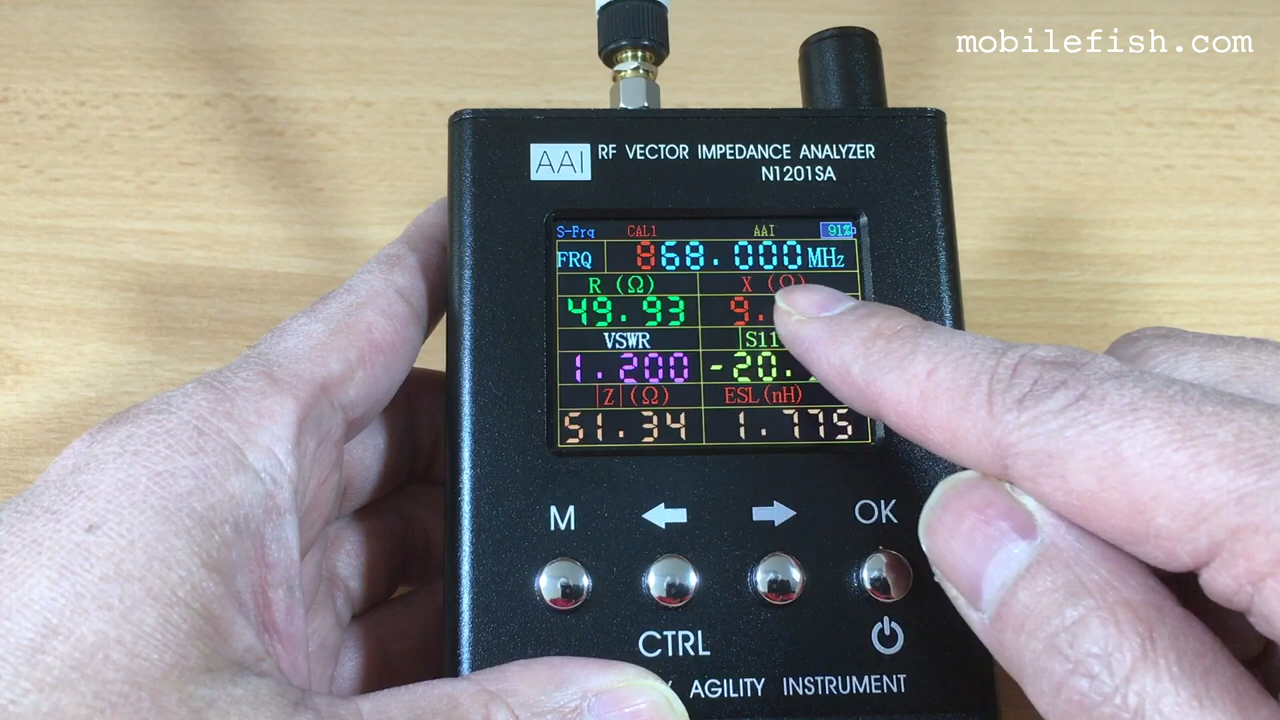 mobilefish.com
AAI RF VECTOR IMPEDANCE ANALYZER
N1201SA
S-Frq CAL1 AAI 91%
FRQ 868.000 MHz
R (Ω) X (Ω)
49.93 9.
VSWR |S11
1.200 -20.
|Z| (Ω) ESL(nH)
51.34 1.775
M OK
CTRL
AGILITY INSTRUMENT